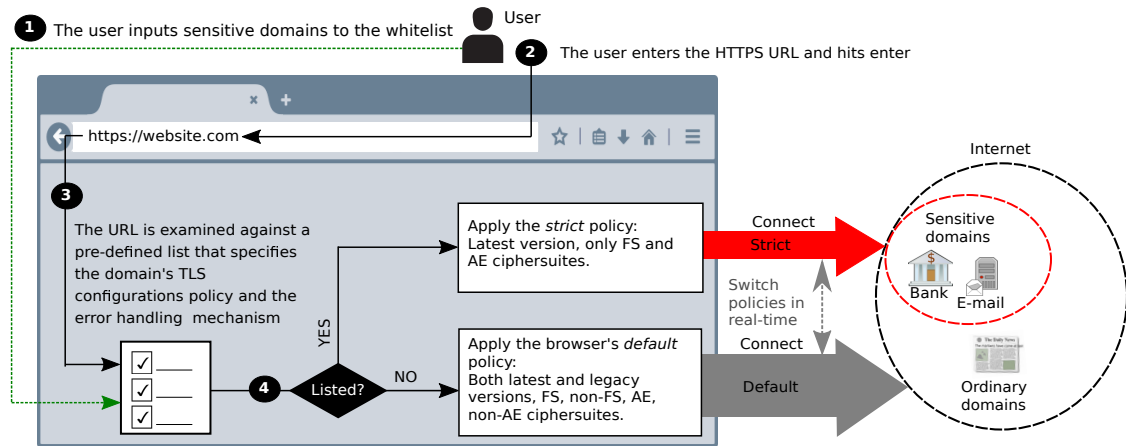 1
The user inputs sensitive domains to the whitelist
User
2
The user enters the HTTPS URL and hits enter
https://website.com
3
The URL is examined against a
pre-defined list that specifies
the domain's TLS
configurations policy and the
error handling mechanism
4
Listed?
YES
NO
Apply the strict policy:
Latest version, only FS and
AE ciphersuites.
Apply the browser's default
policy:
Both latest and legacy
versions, FS, non-FS, AE,
non-AE ciphersuites.
Connect
Strict
Switch
policies in
real-time
Connect
Default
Internet
Sensitive
domains
$
Bank
E-mail
The Daily News
Ordinary
domains